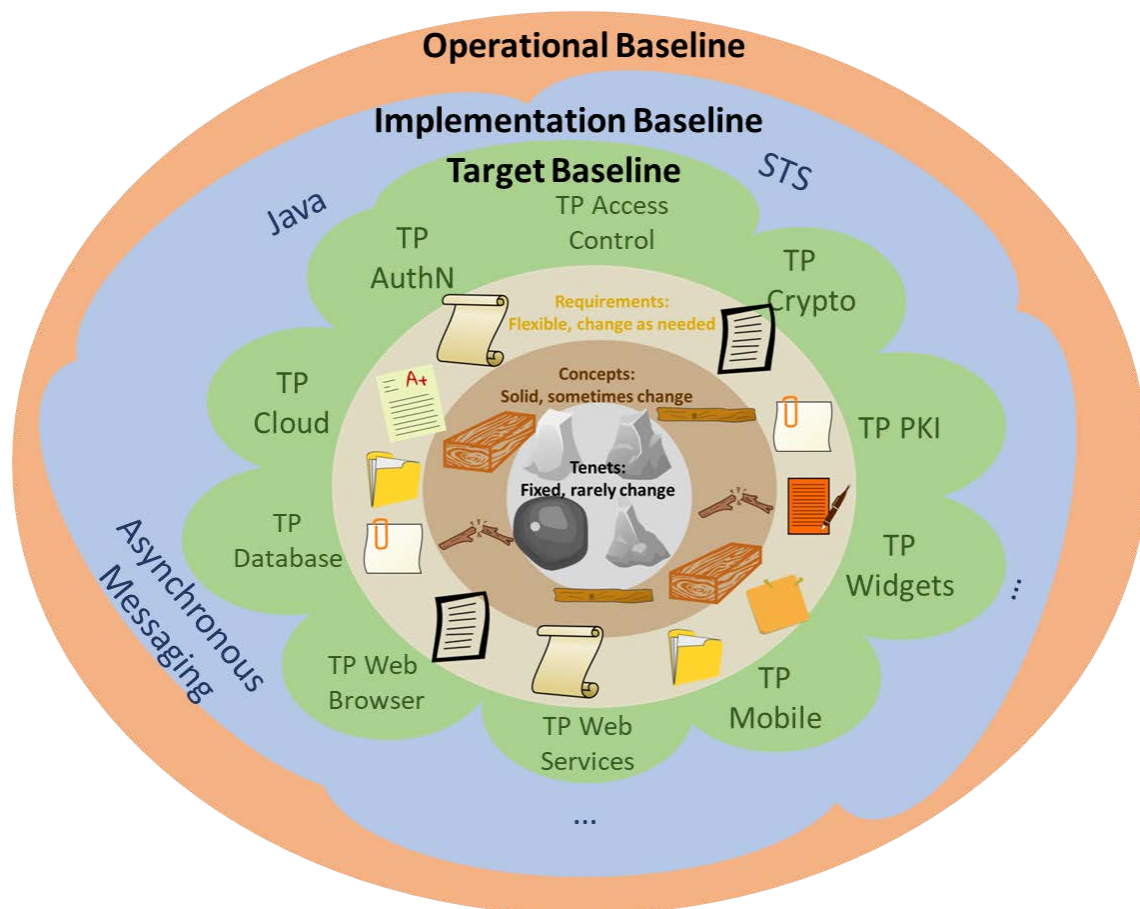 Operational Baseline
Implementation Baseline
Target Baseline
STS
Java
TP Access
Control
TP
AuthN
TP
Crypto
Requirements:
Flexible, change as needed
A+
Concepts:
Solid, sometimes change
TP
Cloud
TP PKI
Tenets:
Fixed, rarely change
TP
Database
TP
Widgets
Asynchronous
Messaging
...
TP Web
Browser
TP
Mobile
TP Web
Services
...